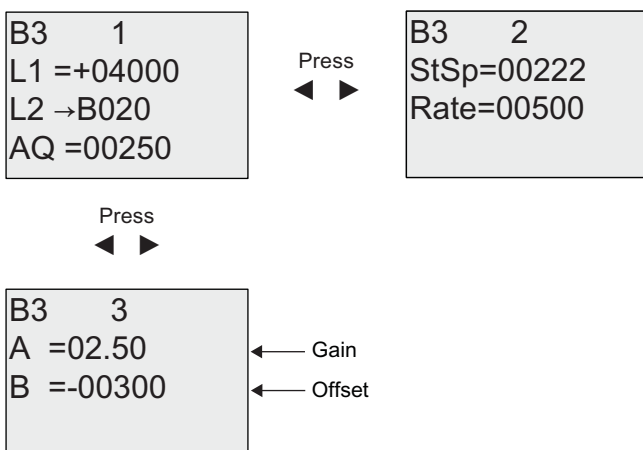 B3 1
L1 =+04000
L2 →B020
AQ =00250
Press
B3 2
StSp=00222
Rate=00500
Press
B3 3
A =02.50
B =-00300
Gain
Offset